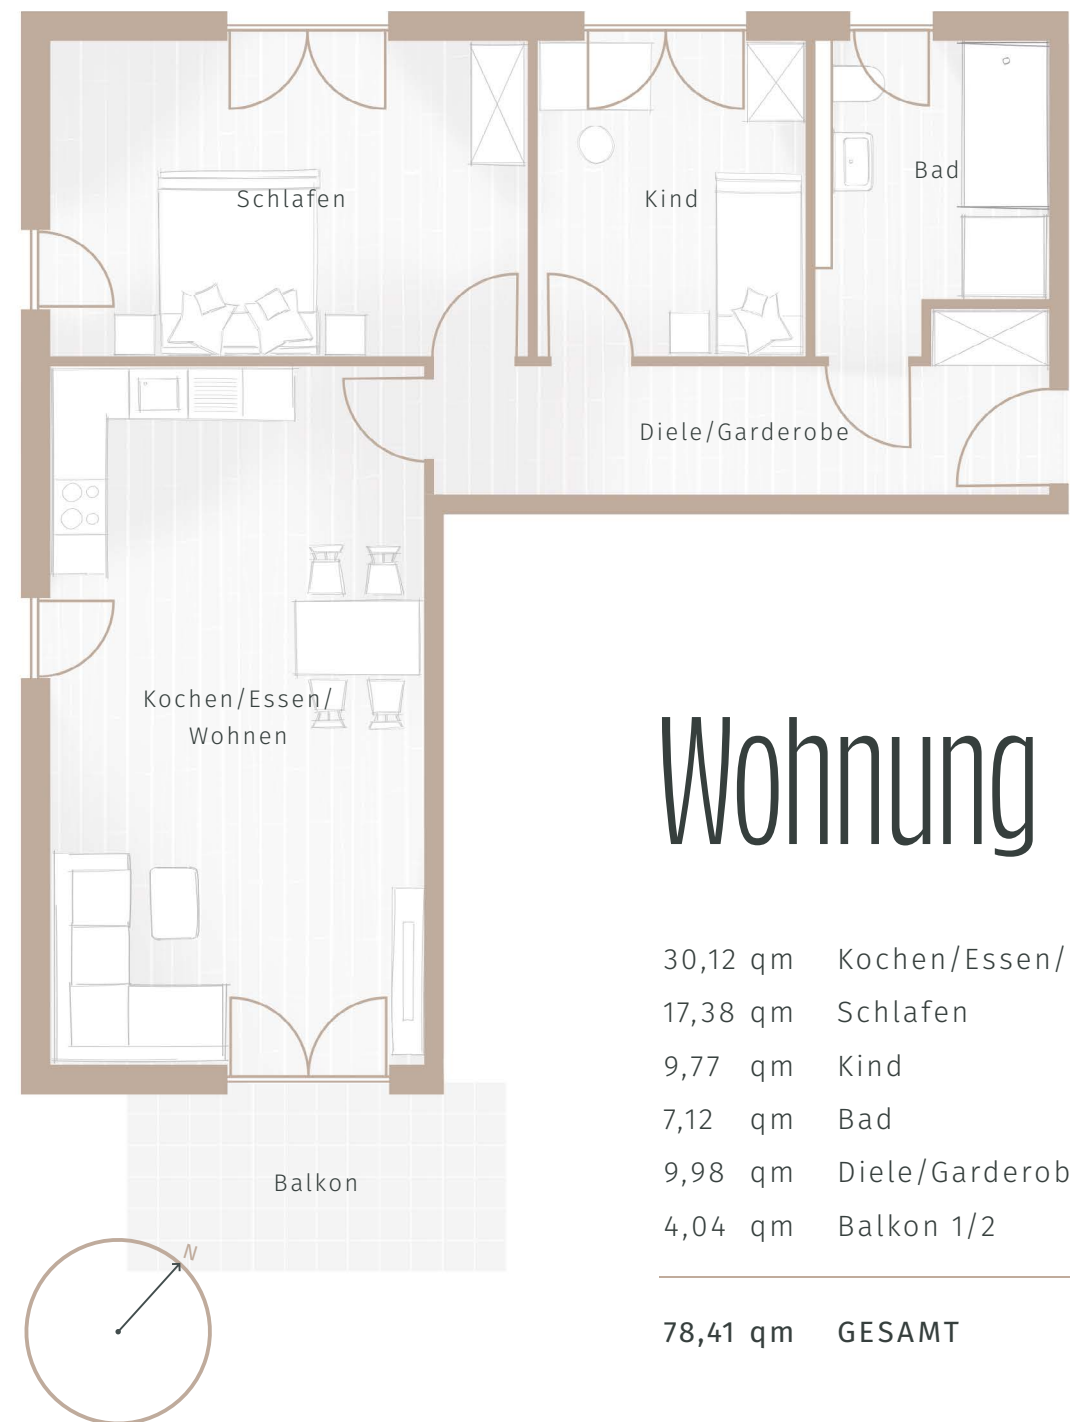 Schlafen
Kind
Bad
Diele/Garderobe
Kochen/Essen/
Wohnen
Balkon
N
Wohnung
30,12 qm Kochen/Essen/
17,38 qm Schlafen
9,77 qm Kind
7,12 qm Bad
9,98 qm Diele/Garderob
4,04 qm Balkon 1/2
78,41 qm GESAMT